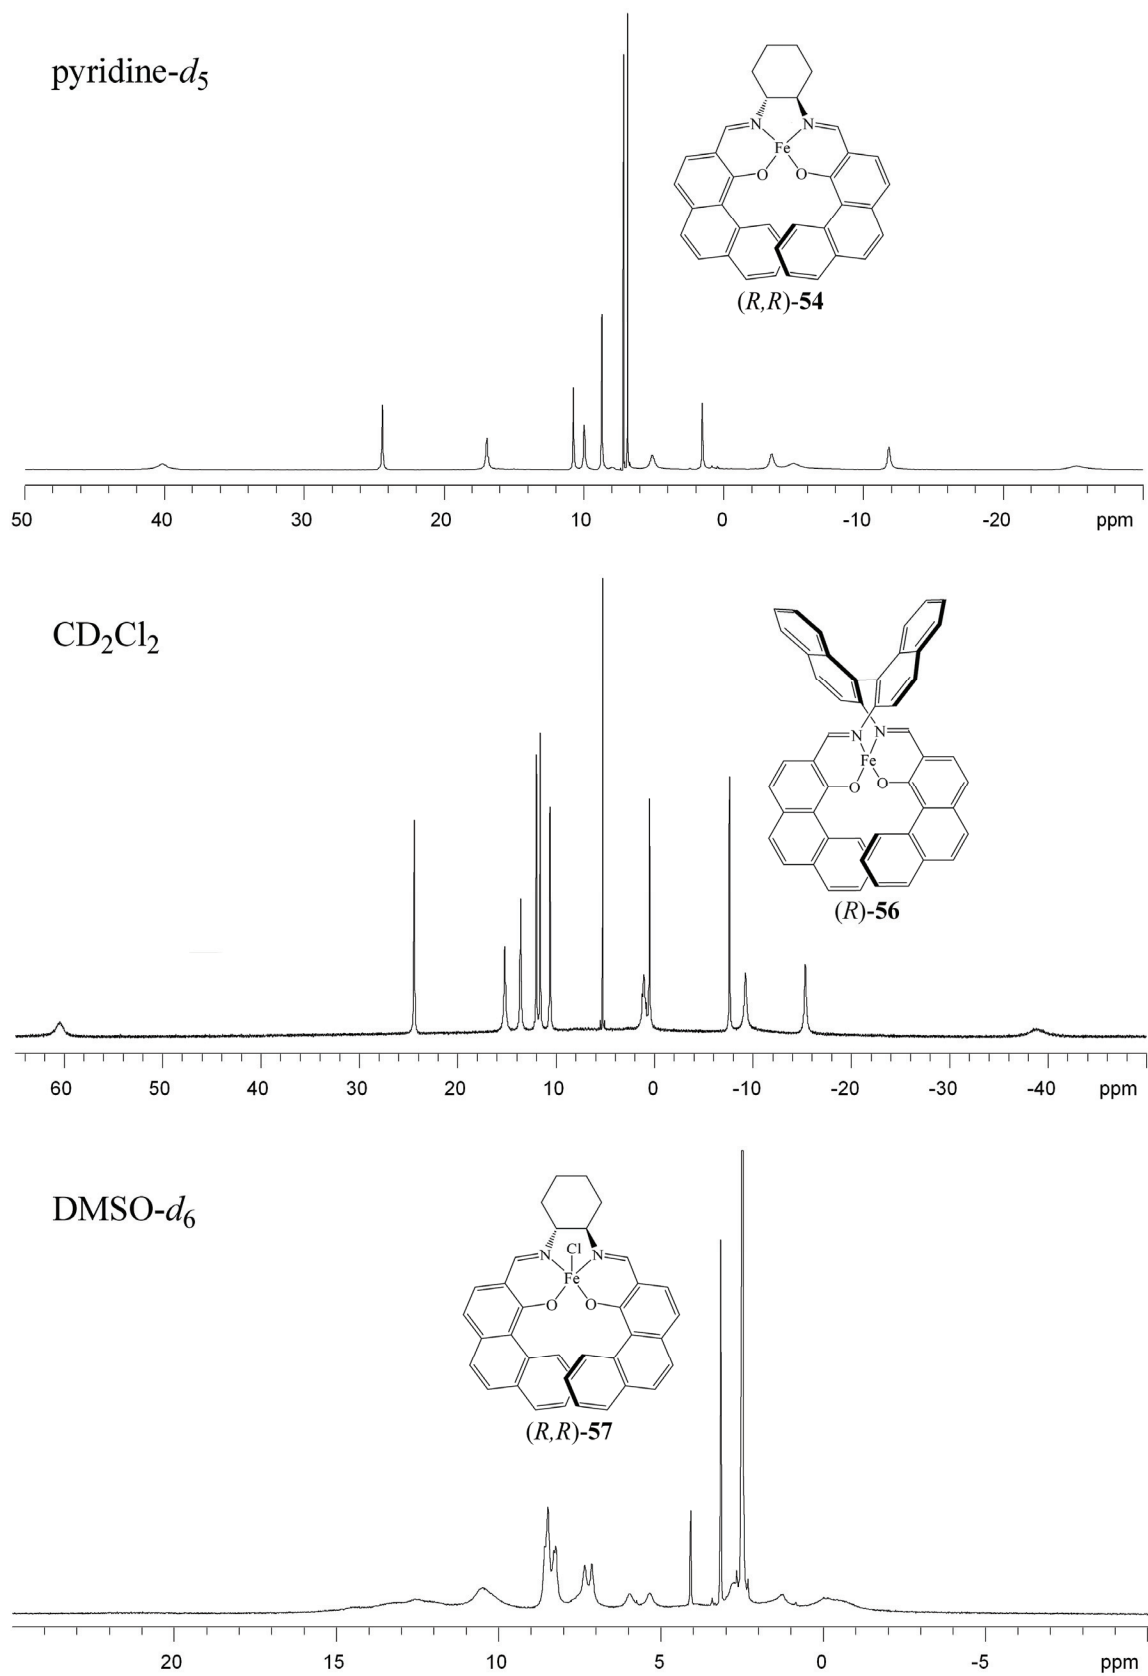 pyridine-d5
N N
Fe
O O
(R,R)-54
50 40 30 20 10 0 -10 -20 ppm
CD2Cl2
N N
Fe
O O
(R)-56
60 50 40 30 20 10 0 -10 -20 -30 -40 ppm
DMSO-d6
Cl
N N
Fe
O O
(R,R)-57
20 15 10 5 0 -5 ppm